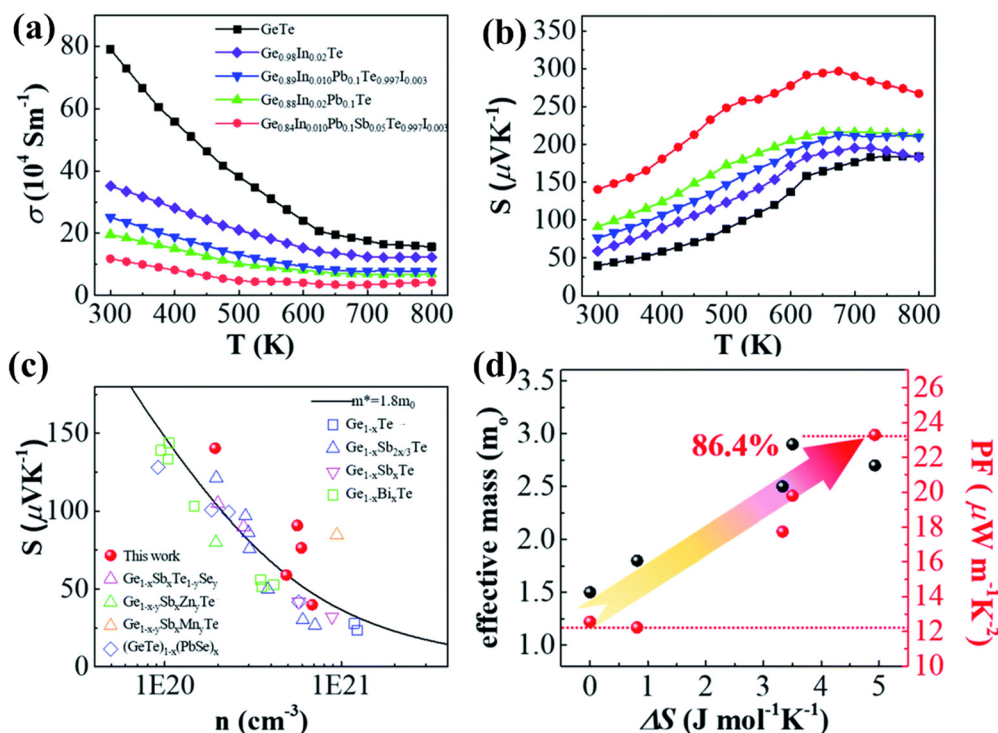 (a)
80
60
40
20
0
σ (10⁴ Sm⁻¹)
300 400 500 600 700 800
T (K)
GeTe
Ge0.98In0.02Te
Ge0.89In0.010Pb0.1Te0.997I0.003
Ge0.88In0.02Pb0.1Te
Ge0.84In0.010Pb0.1Sb0.05Te0.997I0.003
(b)
350
300
250
200
150
100
50
0
S (μVK⁻¹)
300 400 500 600 700 800
T (K)
(c)
150
100
50
0
S (μVK⁻¹)
m*=1.8m₀
Ge1-xTe
Ge1-xSb2x/3Te
Ge1-xSbxTe
Ge1-xBixTe
This work
Ge1-xSbxTe1-ySey
Ge1-x-ySbxZnyTe
Ge1-x-ySbxMnyTe
(GeTe)1-x(PbSe)x
1E20 1E21
n (cm⁻³)
(d)
3.5
3.0
2.5
2.0
1.5
1.0
effective mass (mo)
86.4%
26
24
22
20
18
16
14
12
10
PF (μW m⁻¹K⁻²)
0 1 2 3 4 5
ΔS (J mol⁻¹K⁻¹)